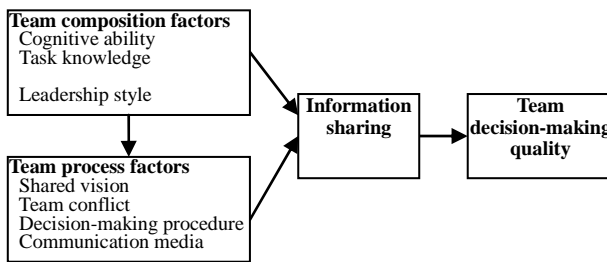 Team composition factors
Cognitive ability
Task knowledge
Leadership style
Information
sharing
Team
decision-making
quality
Team process factors
Shared vision
Team conflict
Decision-making procedure
Communication media